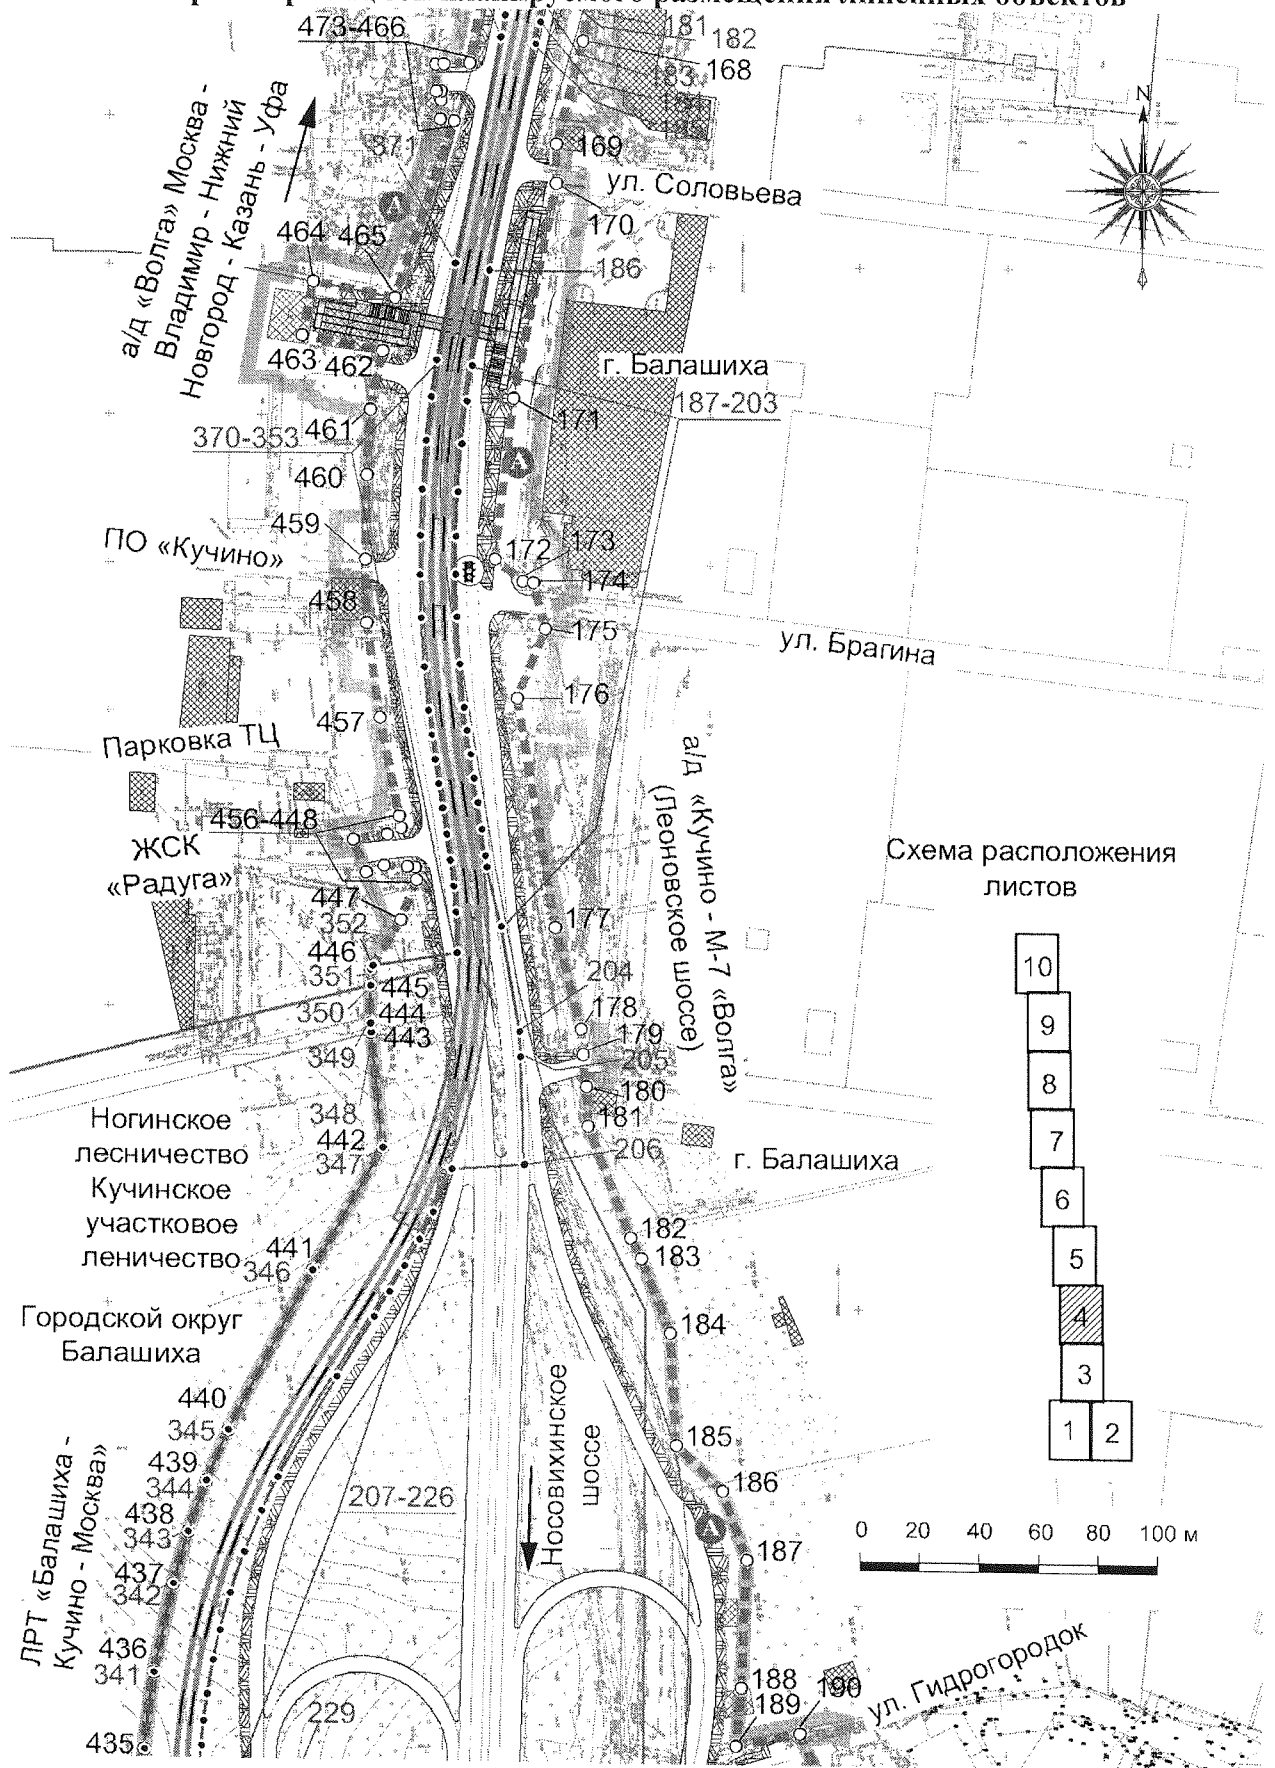 планируемого размещения линейных объектов
473-466
181
182
168
183
а/д «Волга» Москва -
Владимир - Нижний
Новгород - Казань - Уфа
N
371
169
ул. Соловьева
А
170
464
465
186
463
462
г. Балашиха
187-203
171
370-353
461
А
460
459
ПО «Кучино»
172
173
174
458
175
ул. Брагина
176
457
Парковка ТЦ
а/д «Кучино - М-7 «Волга»
(Леоновское шоссе)
456-448
ЖСК
«Радуга»
Схема расположения
листов
447
352
177
446
351
204
445
350
444
443
349
178
179
205
180
181
348
442
347
206
Ногинское
лесничество
Кучинское
участковое
леничество
г. Балашиха
182
183
441
346
184
Городской округ
Балашиха
440
345
439
344
438
343
437
342
436
341
435
ЛРТ «Балашиха -
Кучино - Москва»
207-226
Носовихинское
шоссе
185
186
А
187
188
189
190
229
ул. Гидрогородок
10
9
8
7
6
5
4
3
1
2
0 20 40 60 80 100 м